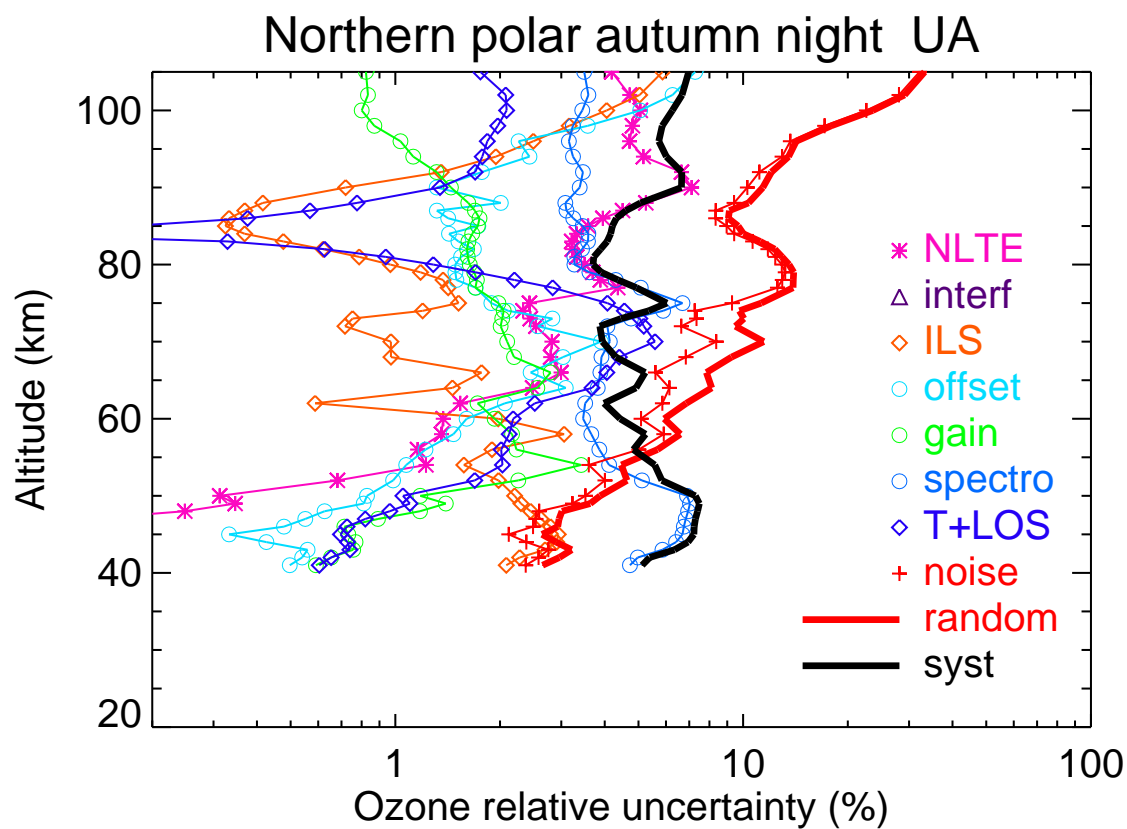 Northern polar autumn night  UA
Altitude (km)
100
80
60
40
20
NLTE
interf
ILS
offset
gain
spectro
T+LOS
noise
random
syst
1 10 100
Ozone relative uncertainty (%)